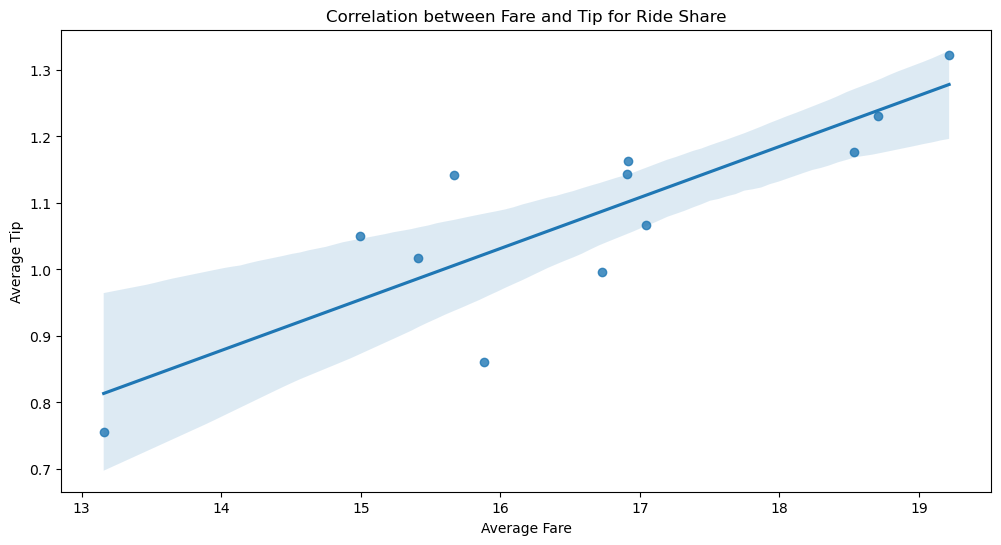 Correlation between Fare and Tip for Ride Share
1.3
1.2
1.1
1.0
0.9
0.8
0.7
Average Tip
13 14 15 16 17 18 19
Average Fare